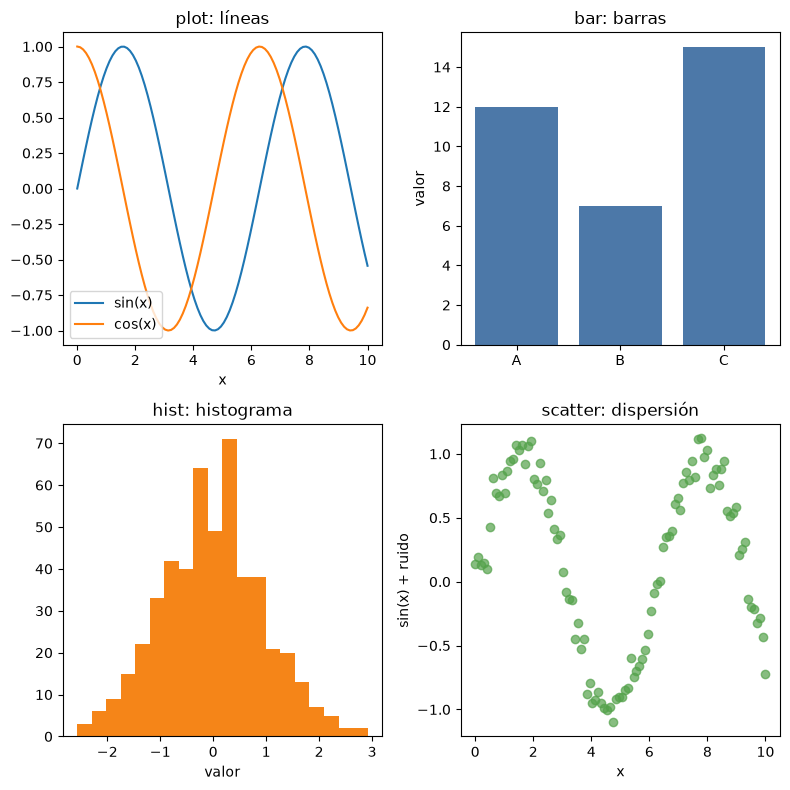 plot: líneas
1.00
0.75
0.50
0.25
0.00
−0.25
−0.50
−0.75
−1.00
sin(x)
cos(x)
0 2 4 6 8 10
x
bar: barras
valor
14
12
10
8
6
4
2
0
A B C
hist: histograma
70
60
50
40
30
20
10
0
−2 −1 0 1 2 3
valor
scatter: dispersión
sin(x) + ruido
1.0
0.5
0.0
−0.5
−1.0
0 2 4 6 8 10
x